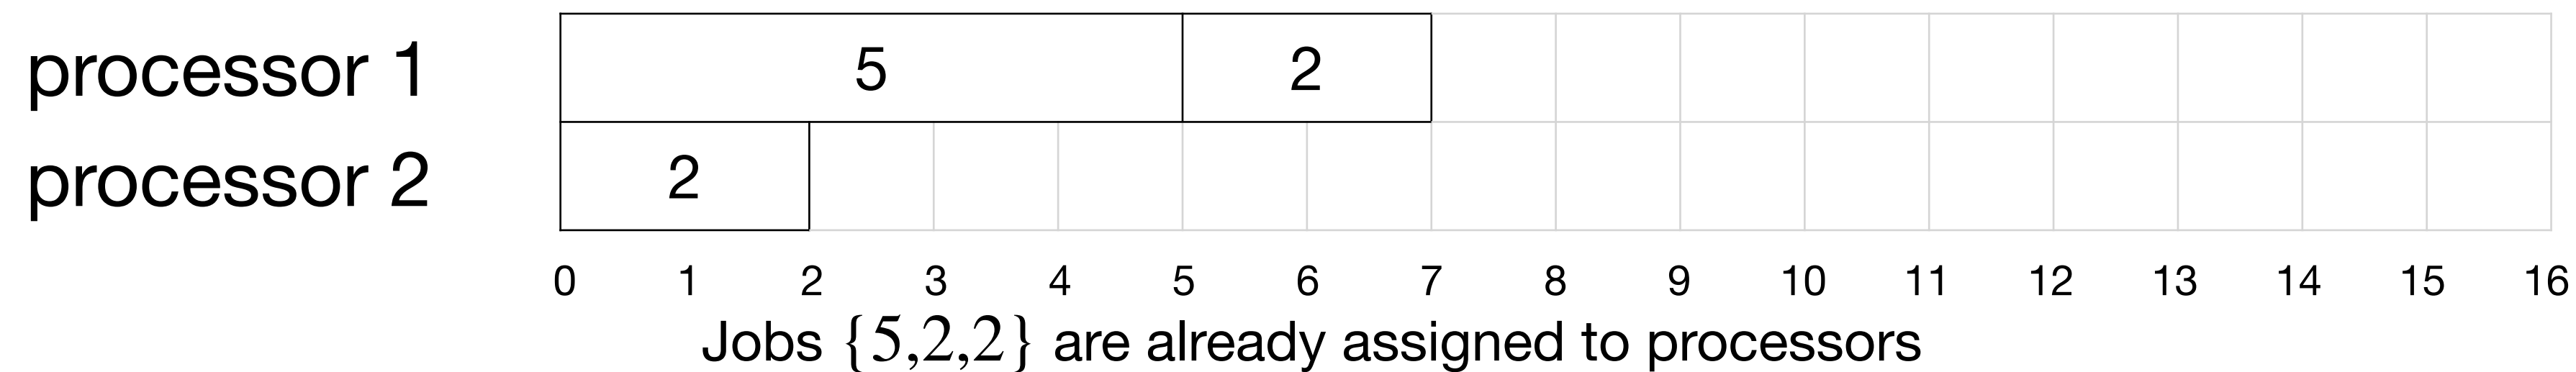 processor 1 5 2
processor 2 2
0 1 2 3 4 5 6 7 8 9 10 11 12 13 14 15 16
Jobs {5,2,2} are already assigned to processors